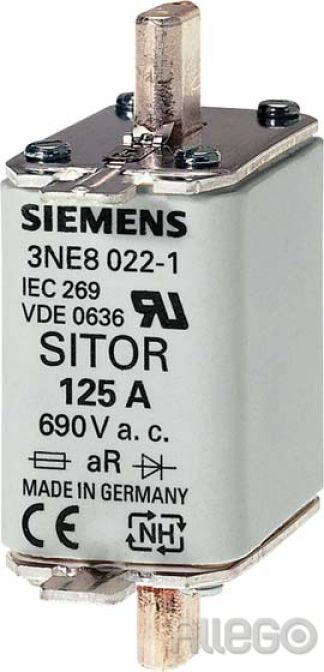 SIEMENS
3NE8 022-1
IEC 269
VDE 0636
SITOR
125 A
690 V a. c.
aR
MADE IN GERMANY
CE NH
ALLEGO